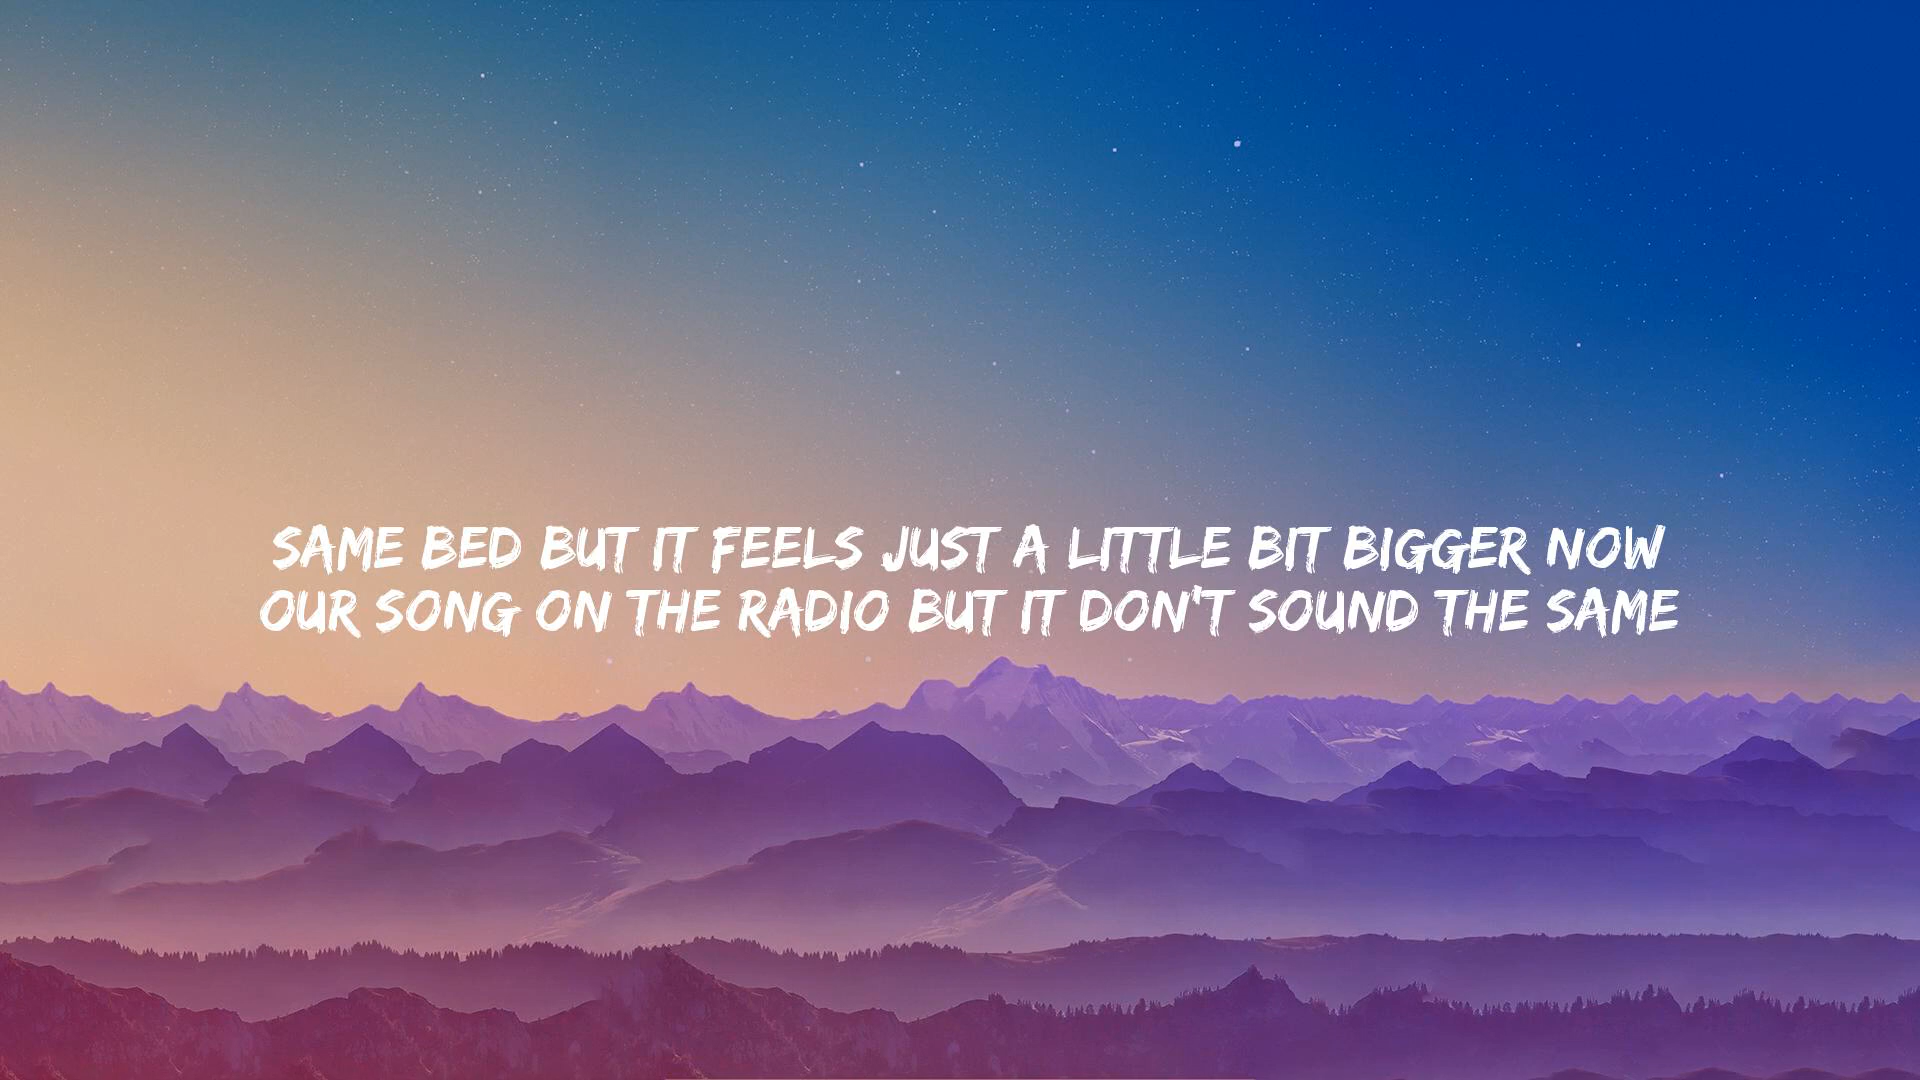 SAME BED BUT IT FEELS JUST A LITTLE BIT BIGGER NOW
OUR SONG ON THE RADIO BUT IT DON'T SOUND THE SAME